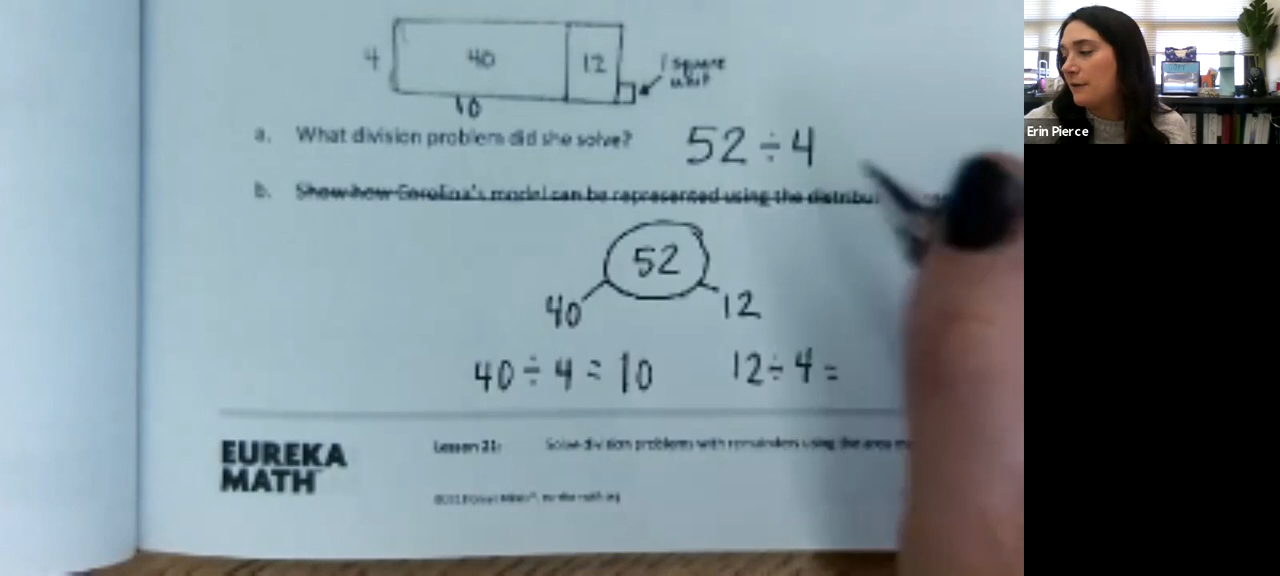 4 40 12 1 square unit
10
a. What division problem did she solve? 52 ÷ 4
b. Show how Carolina's model can be represented using the
52
40 12
40 ÷ 4 = 10 12 ÷ 4 =
EUREKA MATH
Lesson 21: Solve division problems with remainders using the area
Erin Pierce